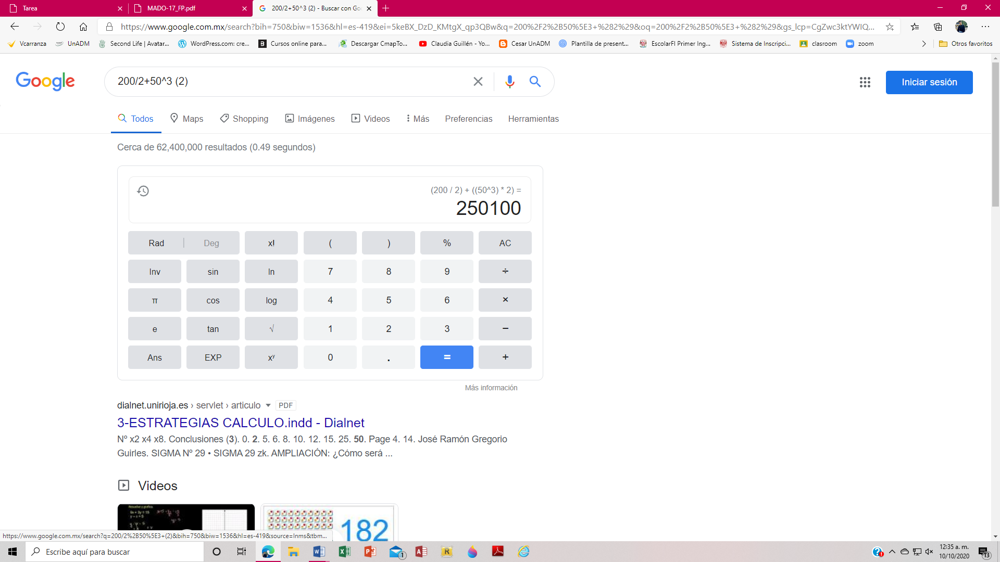 Tarea
MADO-17_FP.pdf
200/2+50^3 (2) - Buscar con Go
https://www.google.com.mx/search?bih=750&biw=1536&hl=es-419&ei=5keBX_DzD_KMtgX_qp3QBw&q=200%2F2%2B50%5E3+%282%29&oq=200%2F2%2B50%5E3+%282%29&gs_lcp=CgZwc3ktYWIQ...
Vcarranza UnADM Second Life | Avatar... WordPress.com: cre... Cursos online para... Descargar CmapTo... Claudia Guillén - Yo... Cesar UnADM Plantilla de present... EscolarFI Primer Ing... Sistema de Inscripci... clasroom zoom Otros favoritos
Google
200/2+50^3 (2)
Iniciar sesión
Todos Maps Shopping Imágenes Videos Más Preferencias Herramientas
Cerca de 62,400,000 resultados (0.49 segundos)
(200 / 2) + ((50^3) * 2) =
250100
Rad | Deg x! ( ) % AC
Inv sin ln 7 8 9 ÷
π cos log 4 5 6 ×
e tan √ 1 2 3 −
Ans EXP xʸ 0 . = +
Más información
dialnet.unirioja.es › servlet › articulo PDF
3-ESTRATEGIAS CALCULO.indd - Dialnet
Nº x2 x4 x8. Conclusiones (3). 0. 2. 5. 6. 8. 10. 12. 15. 25. 50. Page 4. 14. José Ramón Gregorio
Guirles. SIGMA Nº 29 • SIGMA 29 zk. AMPLIACIÓN: ¿Cómo será ...
Videos
Resuelve y grafica
182
https://www.google.com.mx/search?q=200/2%2B50%5E3+(2)&bih=750&biw=1536&hl=es-419&source=lnms&tbm...
Escribe aquí para buscar
1
12:35 a. m.
10/10/2020
13